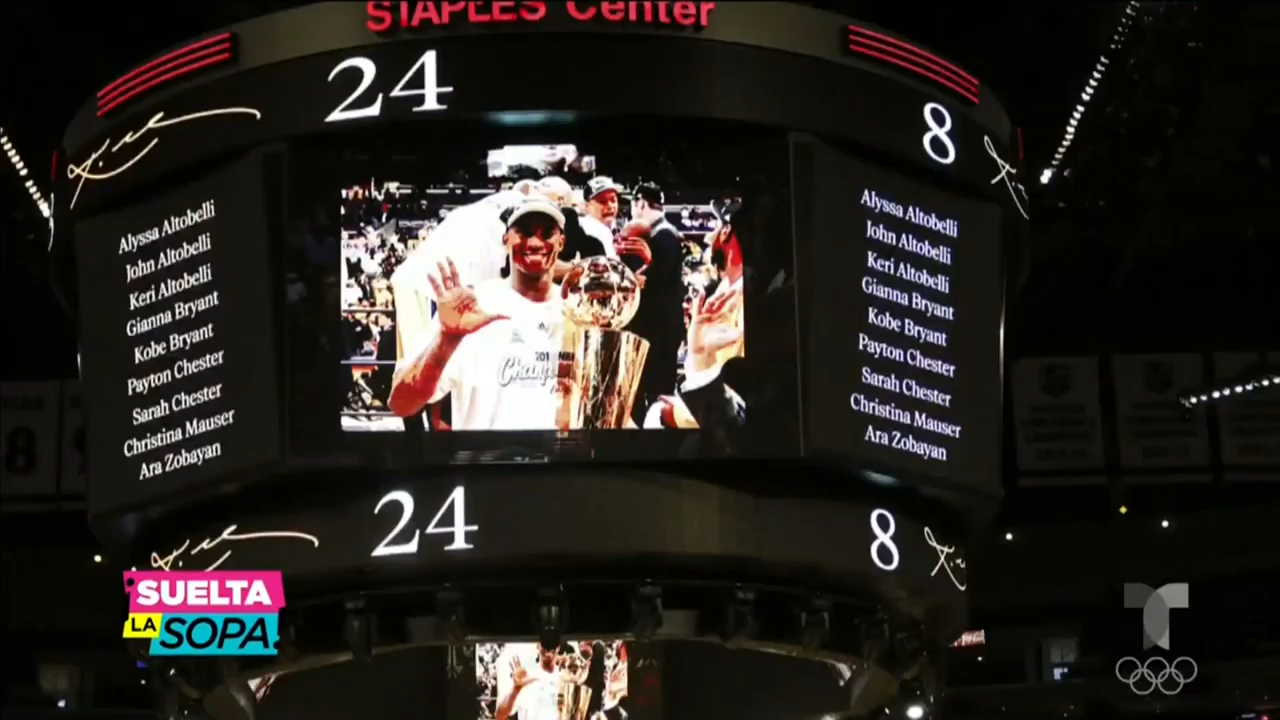 STAPLES Center
24
8
Alyssa Altobelli
John Altobelli
Keri Altobelli
Gianna Bryant
Kobe Bryant
Payton Chester
Sarah Chester
Christina Mauser
Ara Zobayan
Alyssa Altobelli
John Altobelli
Keri Altobelli
Gianna Bryant
Kobe Bryant
Payton Chester
Sarah Chester
Christina Mauser
Ara Zobayan
NBA
8
24
8
SUELTA
LA SOPA
T